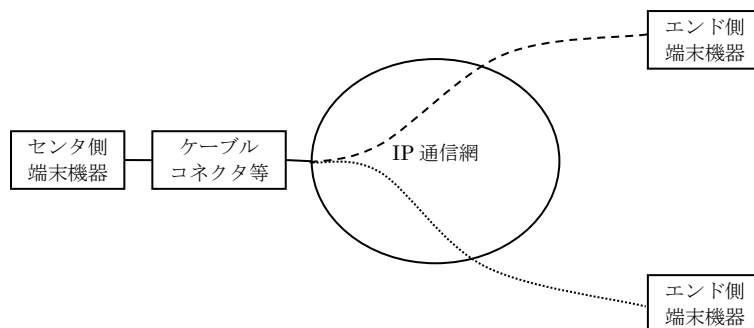 エンド側
端末機器
センタ側
端末機器
ケーブル
コネクタ等
IP 通信網
エンド側
端末機器